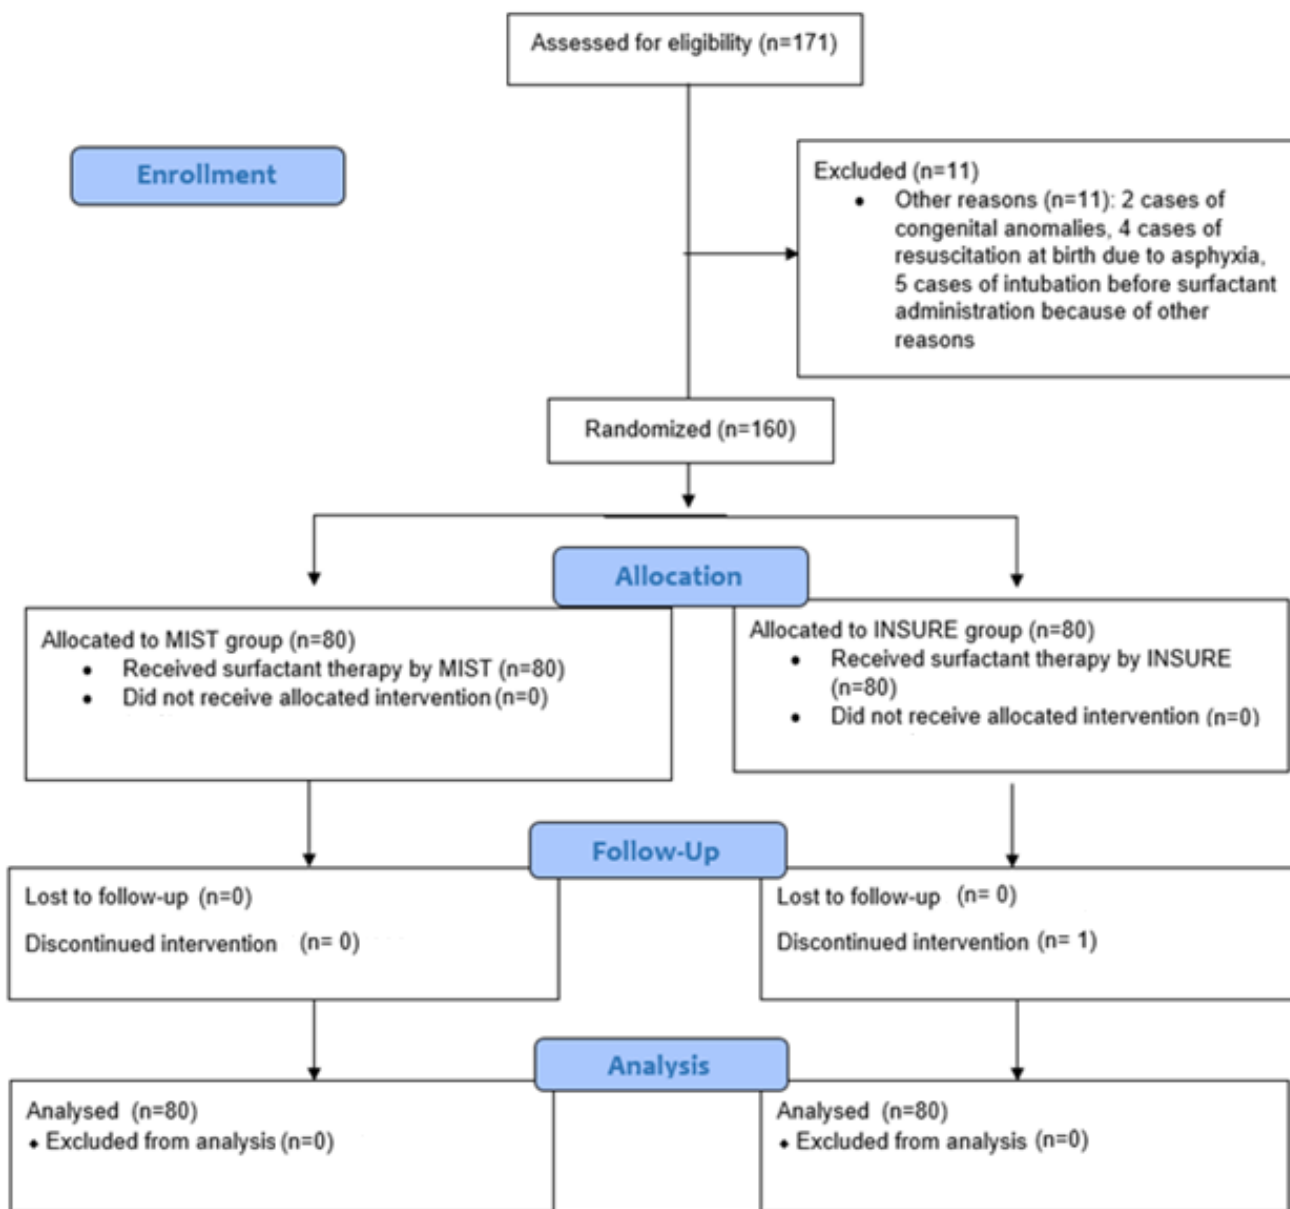 Assessed for eligibility (n=171)
Enrollment
Excluded (n=11)
• Other reasons (n=11): 2 cases of
congenital anomalies, 4 cases of
resuscitation at birth due to asphyxia,
5 cases of intubation before surfactant
administration because of other
reasons
Randomized (n=160)
Allocation
Allocated to MIST group (n=80)
• Received surfactant therapy by MIST (n=80)
• Did not receive allocated intervention (n=0)
Allocated to INSURE group (n=80)
• Received surfactant therapy by INSURE
(n=80)
• Did not receive allocated intervention (n=0)
Follow-Up
Lost to follow-up (n=0)
Discontinued intervention (n= 0)
Lost to follow-up (n= 0)
Discontinued intervention (n= 1)
Analysis
Analysed (n=80)
⬥ Excluded from analysis (n=0)
Analysed (n=80)
⬥ Excluded from analysis (n=0)